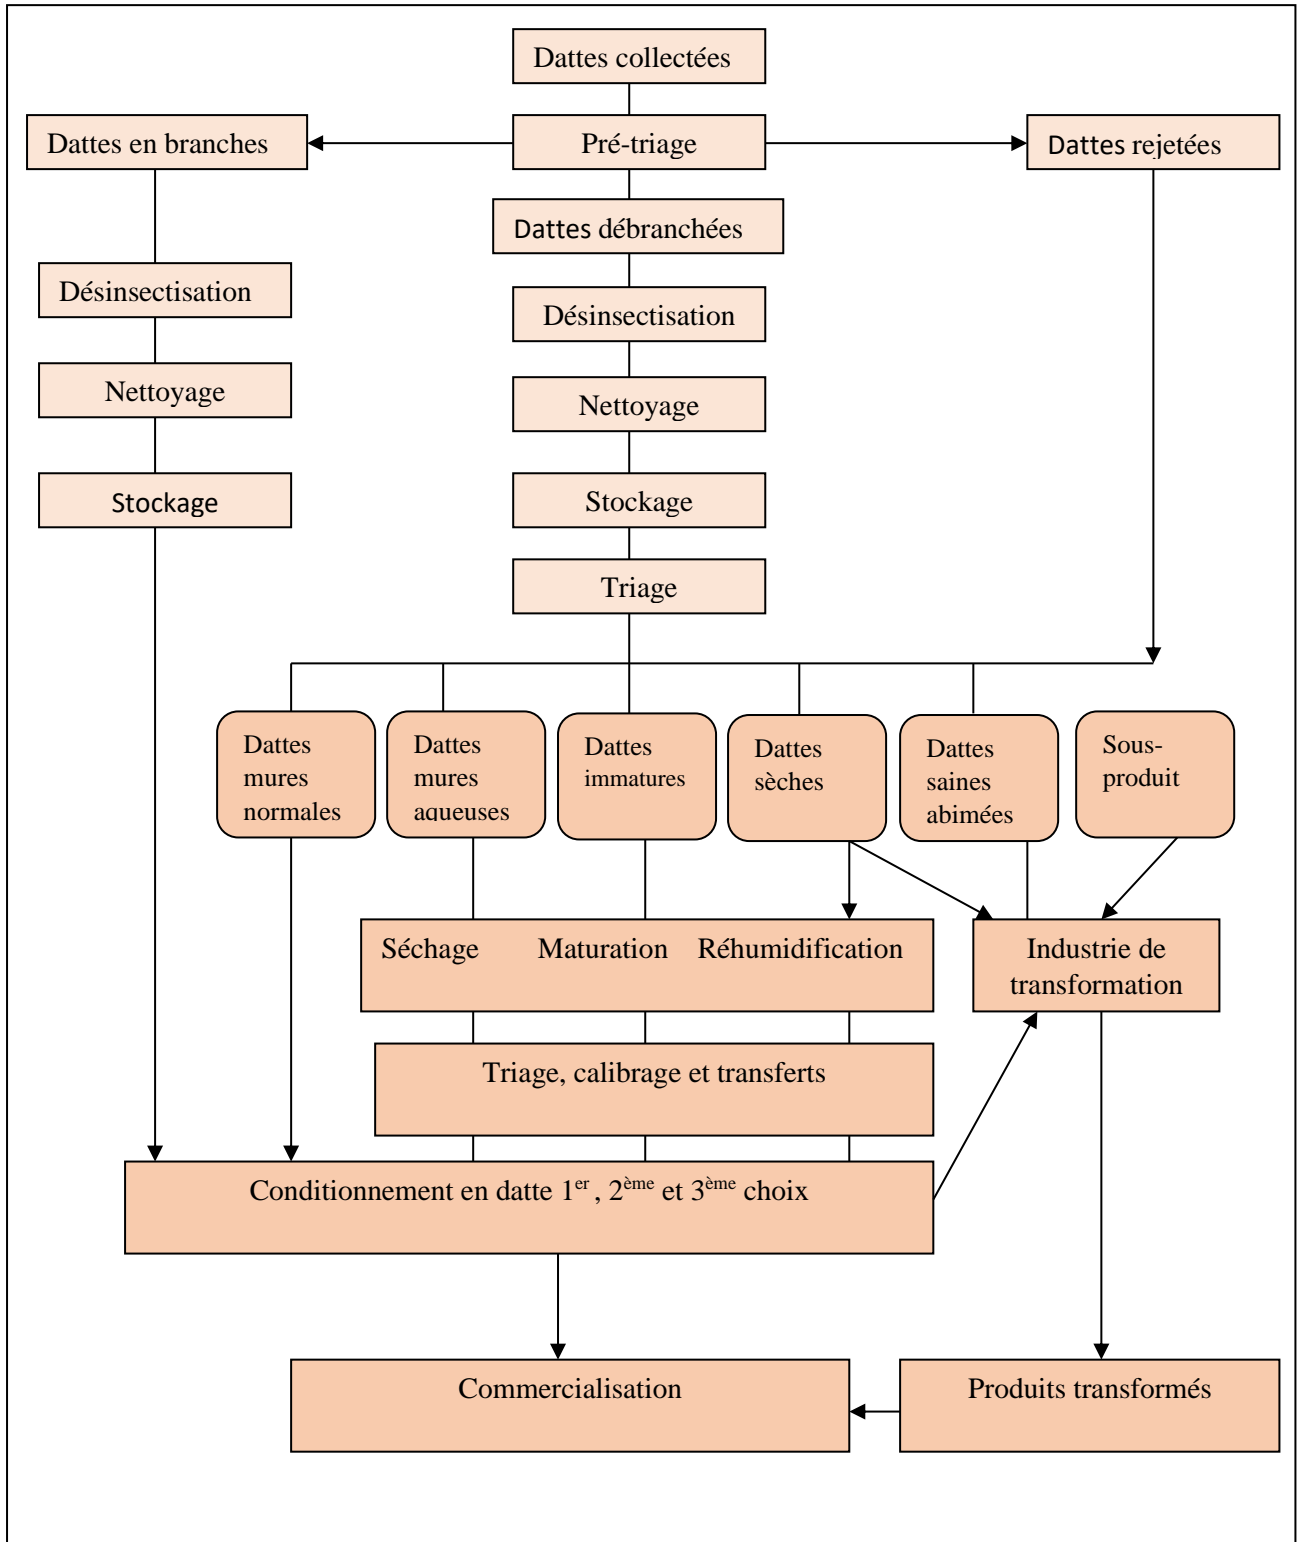 Dattes collectées
Dattes en branches
Pré-triage
Dattes rejetées
Dattes débranchées
Désinsectisation
Désinsectisation
Nettoyage
Nettoyage
Stockage
Stockage
Triage
Dattes
mures
normales
Dattes
mures
aqueuses
Dattes
immatures
Dattes
sèches
Dattes
saines
abimées
Sous-
produit
Séchage Maturation Réhumidification
Industrie de
transformation
Triage, calibrage et transferts
Conditionnement en datte 1er , 2ème et 3ème choix
Commercialisation
Produits transformés